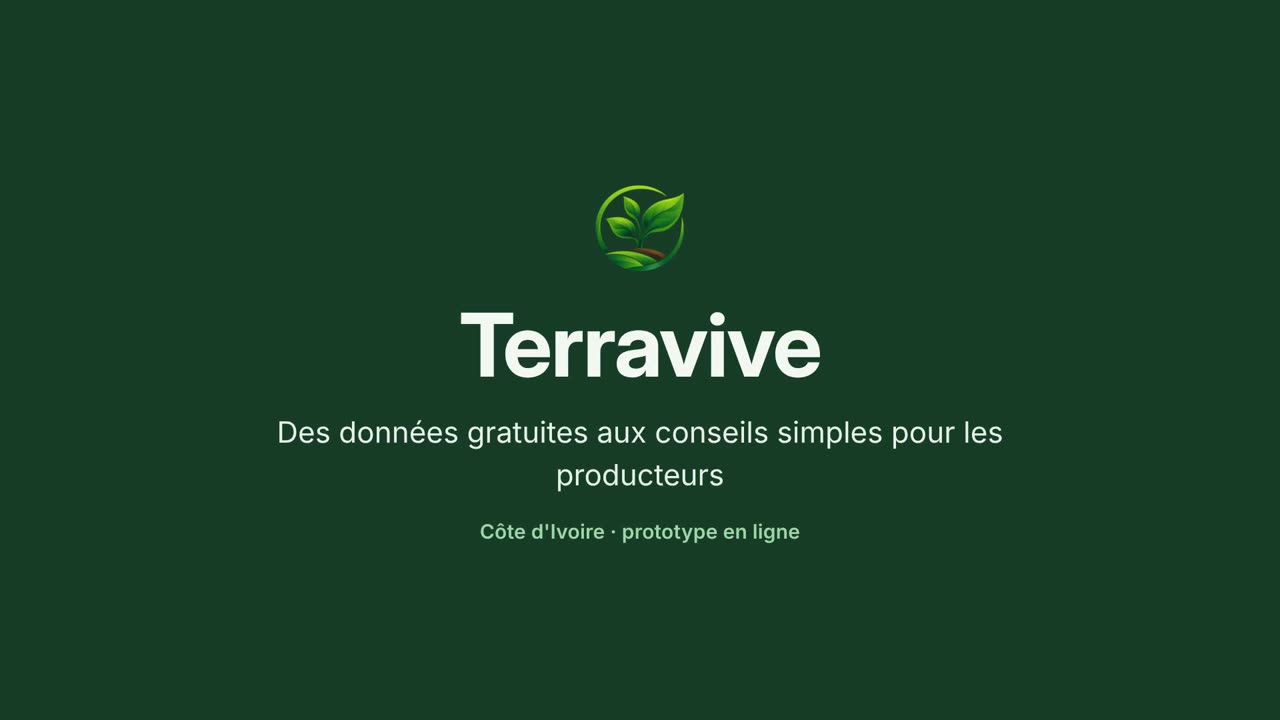 Terravive
Des données gratuites aux conseils simples pour les
producteurs
Côte d'Ivoire · prototype en ligne